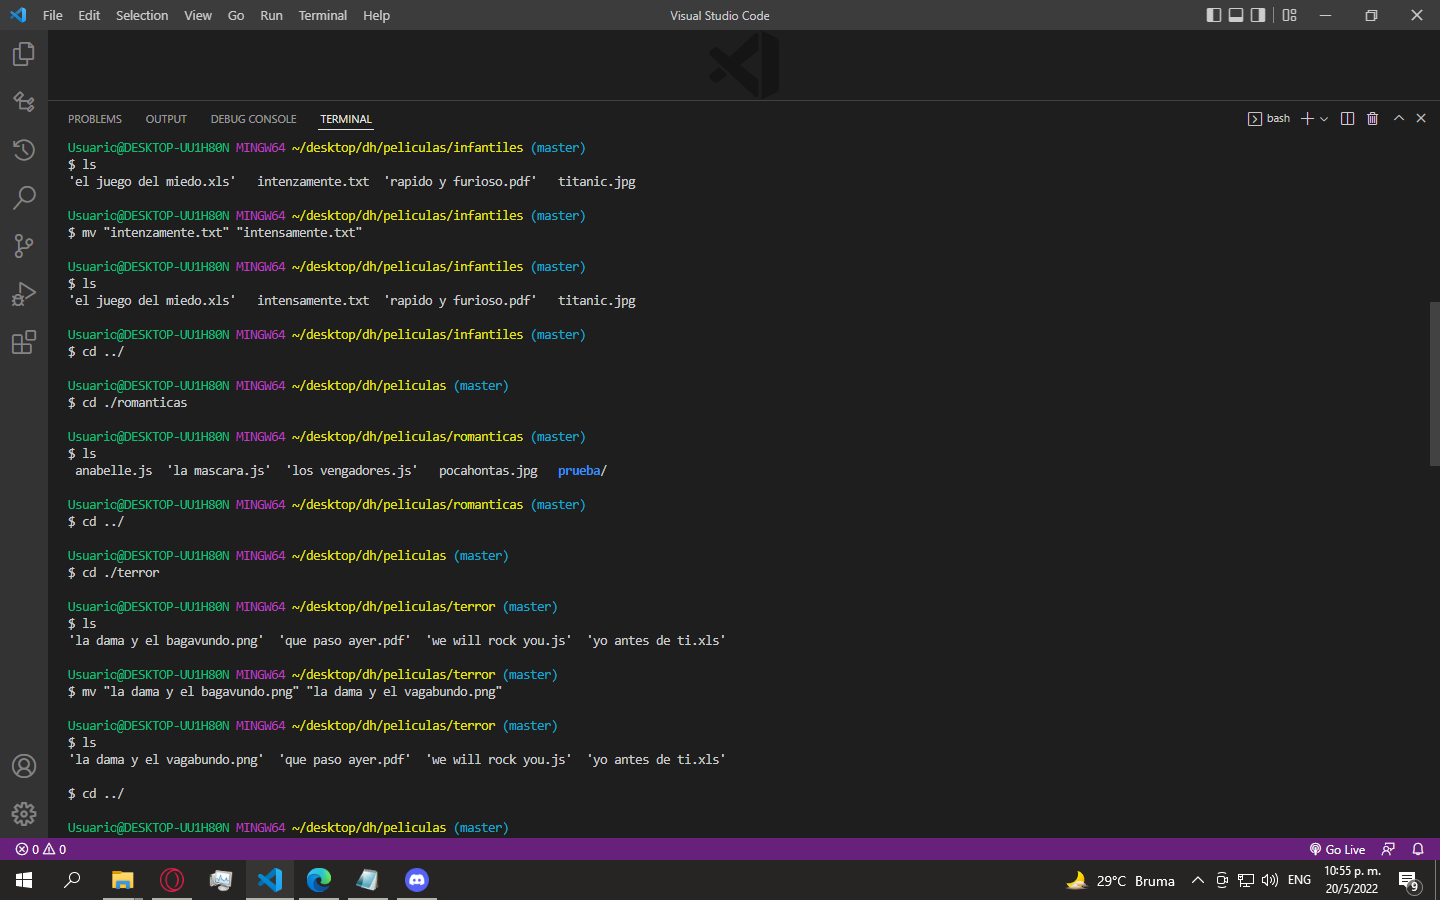 File Edit Selection View Go Run Terminal Help Visual Studio Code
PROBLEMS OUTPUT DEBUG CONSOLE TERMINAL bash
Usuario@DESKTOP-UU1H80N MINGW64 ~/desktop/dh/peliculas/infantiles (master)
$ ls
'el juego del miedo.xls' intenzamente.txt 'rapido y furioso.pdf' titanic.jpg
Usuario@DESKTOP-UU1H80N MINGW64 ~/desktop/dh/peliculas/infantiles (master)
$ mv "intenzamente.txt" "intensamente.txt"
Usuario@DESKTOP-UU1H80N MINGW64 ~/desktop/dh/peliculas/infantiles (master)
$ ls
'el juego del miedo.xls' intensamente.txt 'rapido y furioso.pdf' titanic.jpg
Usuario@DESKTOP-UU1H80N MINGW64 ~/desktop/dh/peliculas/infantiles (master)
$ cd ../
Usuario@DESKTOP-UU1H80N MINGW64 ~/desktop/dh/peliculas (master)
$ cd ./romanticas
Usuario@DESKTOP-UU1H80N MINGW64 ~/desktop/dh/peliculas/romanticas (master)
$ ls
anabelle.js 'la mascara.js' 'los vengadores.js' pocahontas.jpg prueba/
Usuario@DESKTOP-UU1H80N MINGW64 ~/desktop/dh/peliculas/romanticas (master)
$ cd ../
Usuario@DESKTOP-UU1H80N MINGW64 ~/desktop/dh/peliculas (master)
$ cd ./terror
Usuario@DESKTOP-UU1H80N MINGW64 ~/desktop/dh/peliculas/terror (master)
$ ls
'la dama y el bagavundo.png' 'que paso ayer.pdf' 'we will rock you.js' 'yo antes de ti.xls'
Usuario@DESKTOP-UU1H80N MINGW64 ~/desktop/dh/peliculas/terror (master)
$ mv "la dama y el bagavundo.png" "la dama y el vagabundo.png"
Usuario@DESKTOP-UU1H80N MINGW64 ~/desktop/dh/peliculas/terror (master)
$ ls
'la dama y el vagabundo.png' 'que paso ayer.pdf' 'we will rock you.js' 'yo antes de ti.xls'
$ cd ../
Usuario@DESKTOP-UU1H80N MINGW64 ~/desktop/dh/peliculas (master)
0 0 Go Live
29°C Bruma ENG 10:55 p. m.
20/5/2022 9